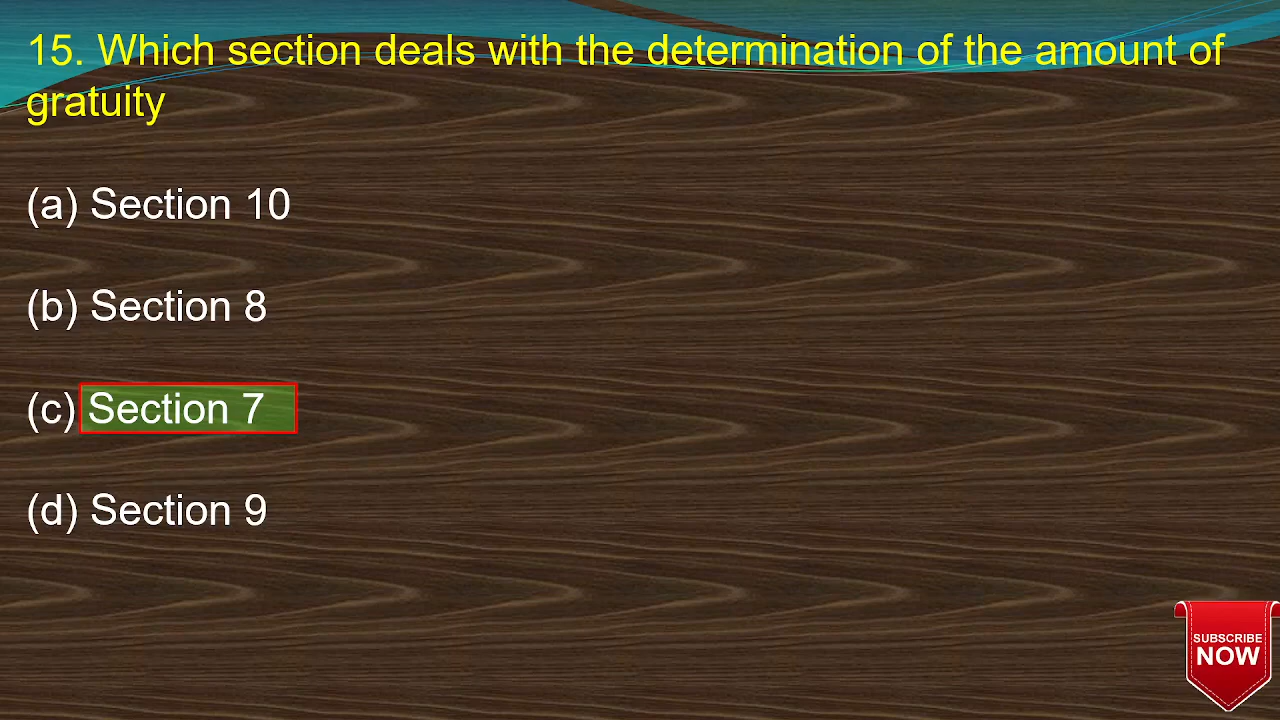 15. Which section deals with the determination of the amount of
gratuity
(a) Section 10
(b) Section 8
(c) Section 7
(d) Section 9
SUBSCRIBE
NOW